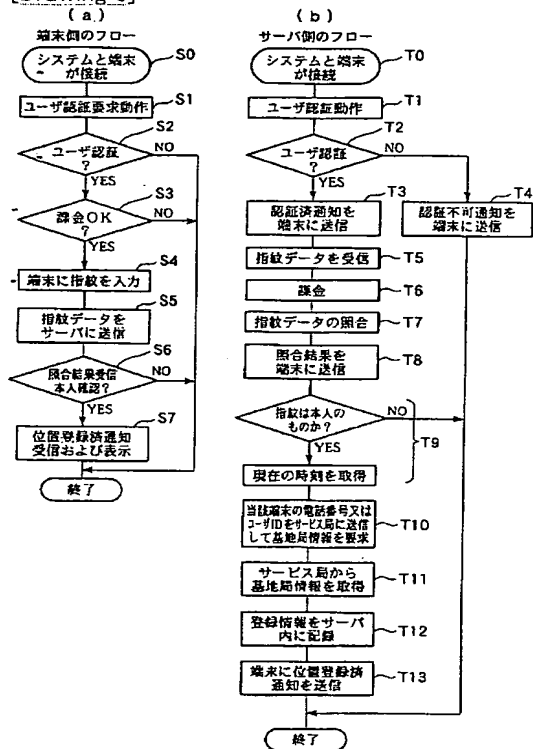 (a)
端末側のフロー
システムと端末
が接続
S0
ユーザ認証要求動作
S1
ユーザ認証
?
S2
NO
YES
課金OK
?
S3
NO
YES
端末に指紋を入力
S4
指紋データを
サーバに送信
S5
照合結果受信
本人確認?
S6
NO
YES
位置登録済通知
受信および表示
S7
終了
(b)
サーバ側のフロー
システムと端末
が接続
T0
ユーザ認証動作
T1
ユーザ認証
?
T2
NO
YES
認証済通知を
端末に送信
T3
認証不可通知を
端末に送信
T4
指紋データを受信
T5
課金
T6
指紋データの照合
T7
照合結果を
端末に送信
T8
指紋は本人の
ものか?
NO
YES
T9
現在の時刻を取得
当該端末の電話番号又は
ユーザIDをサービス局に送信
して基地局情報を要求
T10
サービス局から
基地局情報を取得
T11
登録情報をサーバ
内に記録
T12
端末に位置登録済
通知を送信
T13
終了